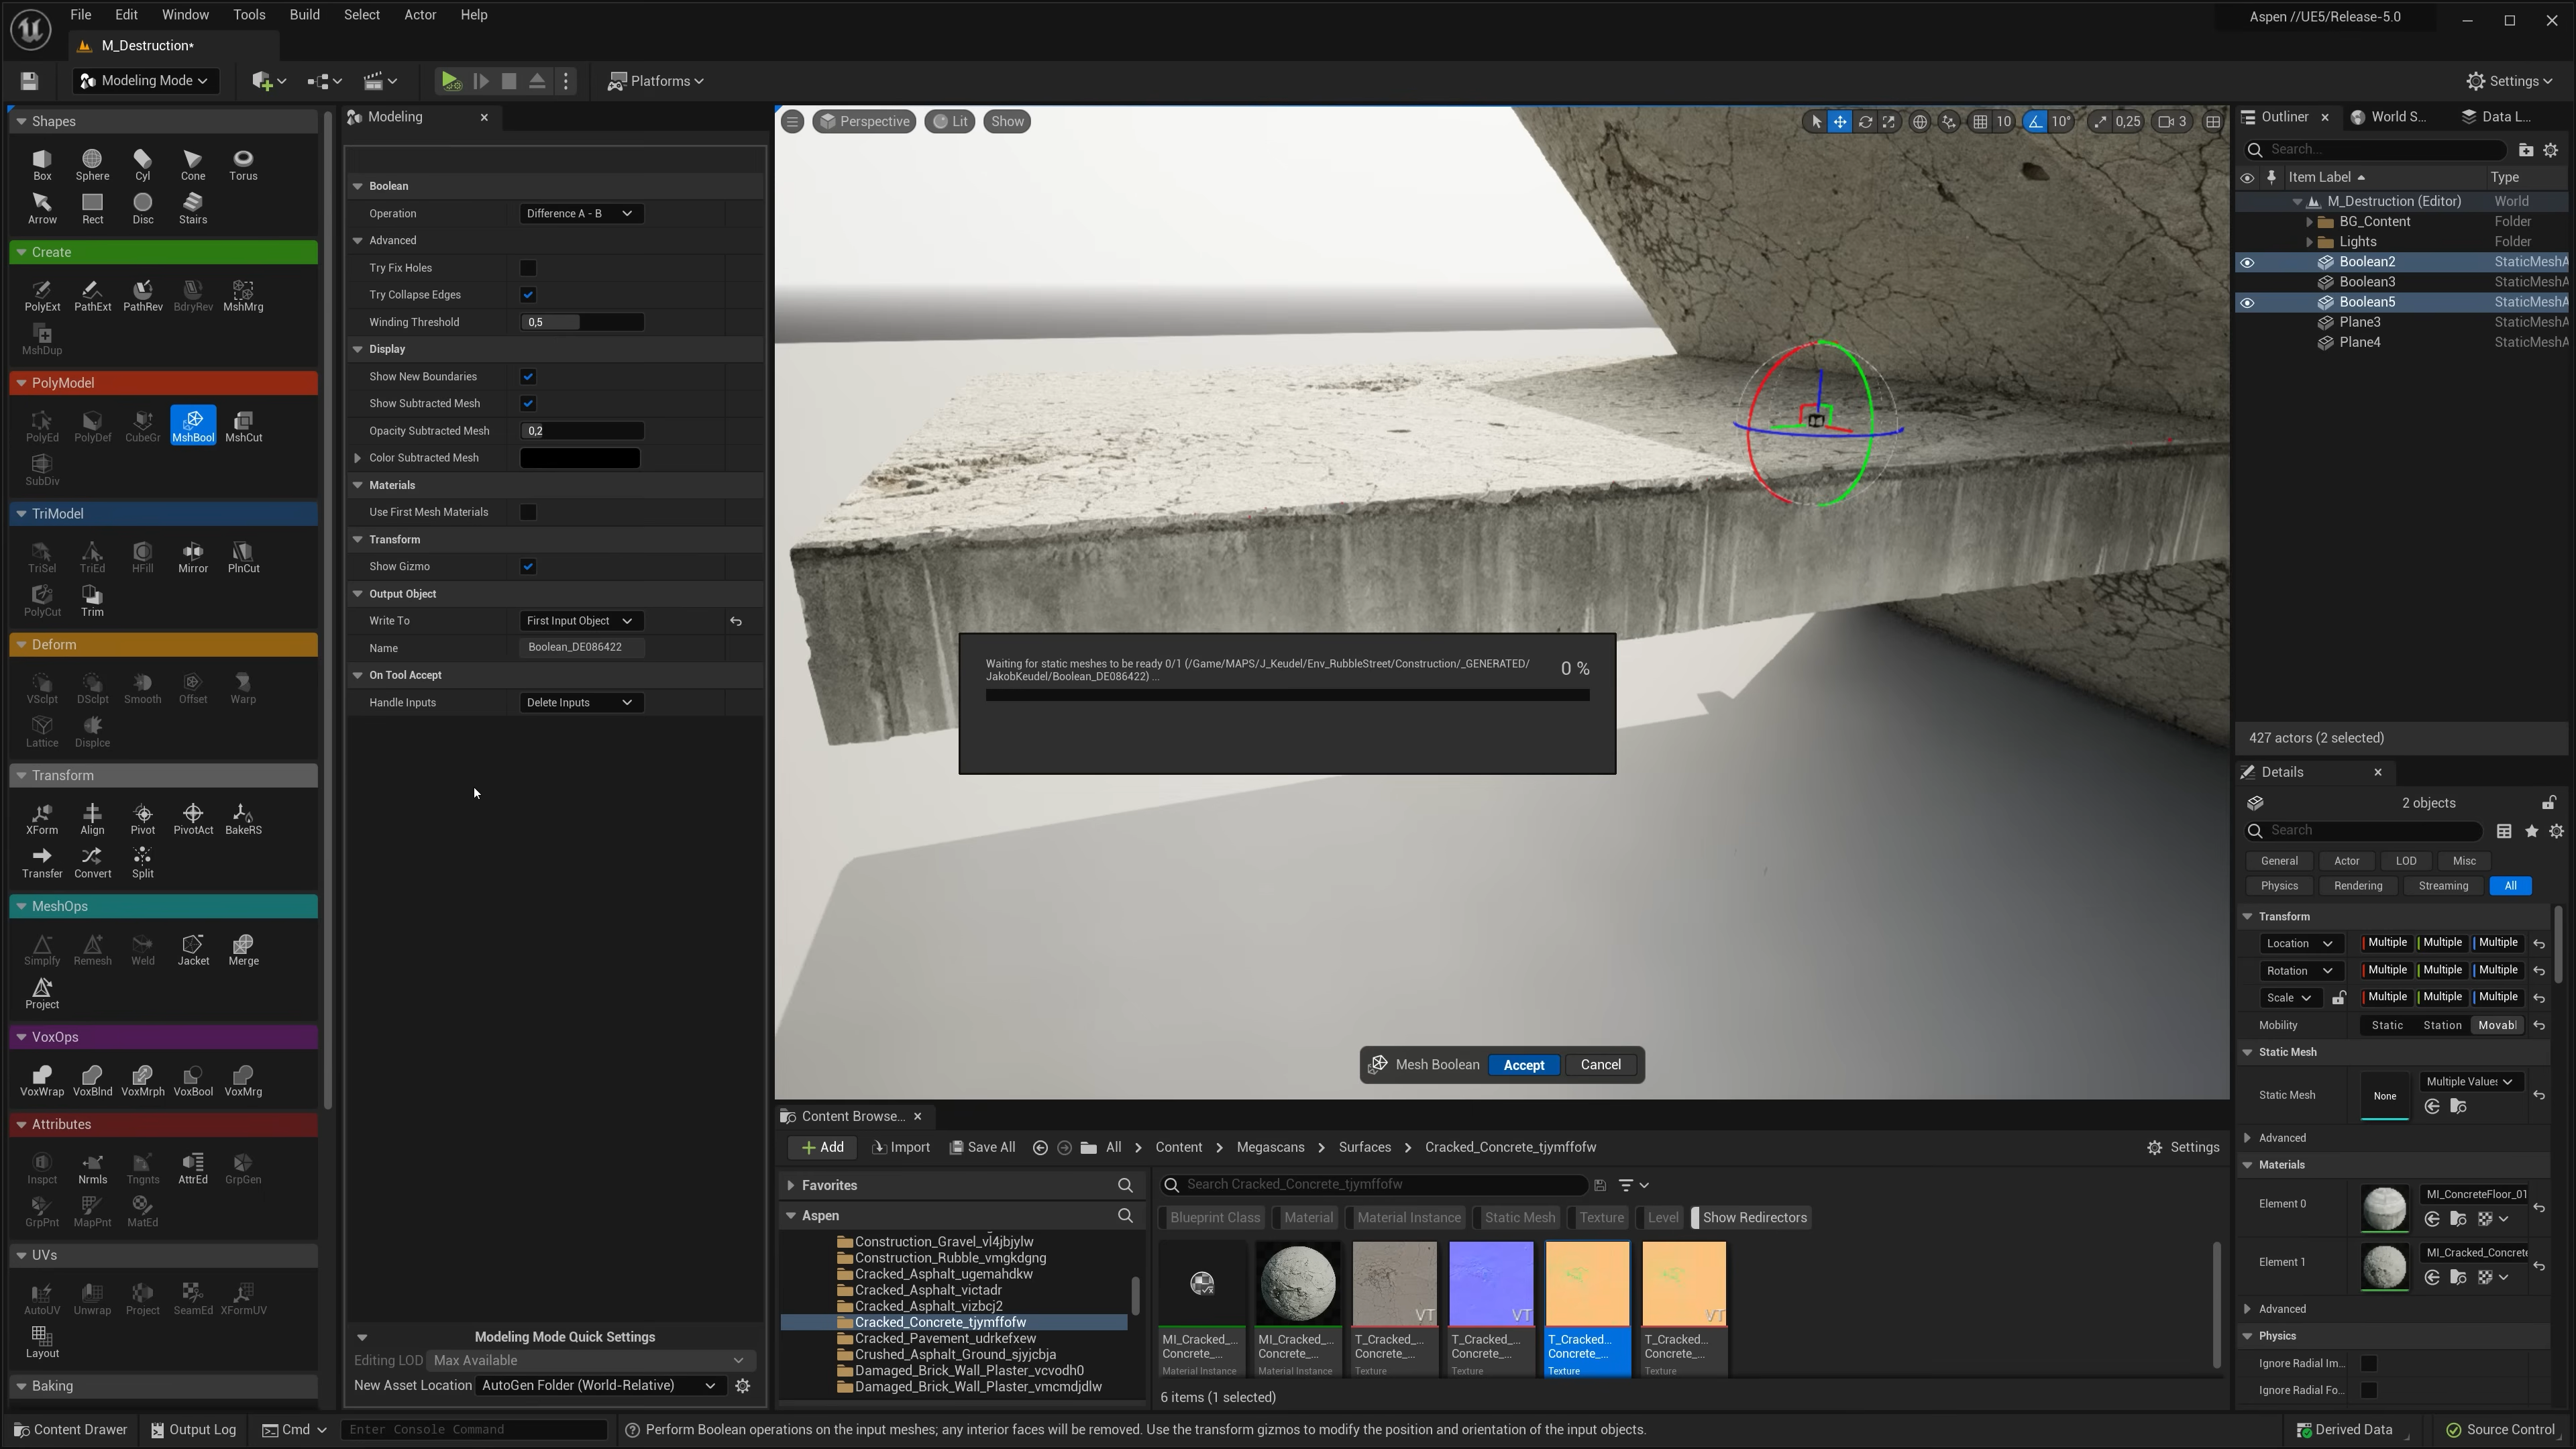 File Edit Window Tools Build Select Actor Help
Aspen //UE5/Release-5.0
M_Destruction*
Modeling Mode
Platforms
Settings
Shapes
Box Sphere Cyl Cone Torus
Arrow Rect Disc Stairs
Create
PolyExt PathExt PathRev BdryRev MshMrg
MshDup
PolyModel
PolyEd PolyDef CubeGr MshBool MshCut
SubDiv
TriModel
TriSel TriEd HFill Mirror PlnCut
PolyCut Trim
Deform
VSclpt DSclpt Smooth Offset Warp
Lattice Displce
Transform
XForm Align Pivot PivotAct BakeRS
Transfer Convert Split
MeshOps
Simplfy Remesh Weld Jacket Merge
Project
VoxOps
VoxWrap VoxBlnd VoxMrph VoxBool VoxMrg
Attributes
Inspct Nrmls Tngnts AttrEd GrpGen
GrpPnt MapPnt MatEd
UVs
AutoUV Unwrap Project SeamEd XFormUV
Layout
Baking
Modeling
Boolean
Operation Difference A - B
Advanced
Try Fix Holes
Try Collapse Edges
Winding Threshold 0,5
Display
Show New Boundaries
Show Subtracted Mesh
Opacity Subtracted Mesh 0,2
Color Subtracted Mesh
Materials
Use First Mesh Materials
Transform
Show Gizmo
Output Object
Write To First Input Object
Name Boolean_DE086422
On Tool Accept
Handle Inputs Delete Inputs
Modeling Mode Quick Settings
Editing LOD Max Available
New Asset Location AutoGen Folder (World-Relative)
Perspective Lit Show
10 10° 0,25 3
Waiting for static meshes to be ready 0/1 (/Game/MAPS/J_Keudel/Env_RubbleStreet/Construction/_GENERATED/
JakobKeudel/Boolean_DE086422) ...
0 %
Mesh Boolean Accept Cancel
Content Browse...
Add Import Save All All Content Megascans Surfaces Cracked_Concrete_tjymffofw
Settings
Favorites
Aspen
Construction_Gravel_vl4jbjylw
Construction_Rubble_vmgkdgng
Cracked_Asphalt_ugemahdkw
Cracked_Asphalt_victadr
Cracked_Asphalt_vizbcj2
Cracked_Concrete_tjymffofw
Cracked_Pavement_udrkefxew
Crushed_Asphalt_Ground_sjyjcbja
Damaged_Brick_Wall_Plaster_vcvodh0
Damaged_Brick_Wall_Plaster_vmcmdjdlw
Search Cracked_Concrete_tjymffofw
Blueprint Class Material Material Instance Static Mesh Texture Level Show Redirectors
VT VT VT
MI_Cracked_... MI_Cracked_... T_Cracked... T_Cracked... T_Cracked... T_Cracked...
Concrete_... Concrete_... Concrete_... Concrete_... Concrete_... Concrete_...
Material Instance Material Instance Texture Texture Texture Texture
6 items (1 selected)
Outliner World S... Data L...
Search...
Item Label Type
M_Destruction (Editor) World
BG_Content Folder
Lights Folder
Boolean2 StaticMeshA
Boolean3 StaticMeshA
Boolean5 StaticMeshA
Plane3 StaticMeshA
Plane4 StaticMeshA
427 actors (2 selected)
Details
2 objects
Search
General Actor LOD Misc
Physics Rendering Streaming All
Transform
Location Multiple Multiple Multiple
Rotation Multiple Multiple Multiple
Scale Multiple Multiple Multiple
Mobility Static Station Movabl
Static Mesh
Static Mesh None Multiple Values
Advanced
Materials
Element 0 MI_ConcreteFloor_01
Element 1 MI_Cracked_Concrete
Advanced
Physics
Ignore Radial Im...
Ignore Radial Fo...
Content Drawer Output Log Cmd Enter Console Command
Perform Boolean operations on the input meshes; any interior faces will be removed. Use the transform gizmos to modify the position and orientation of the input objects.
Derived Data Source Control